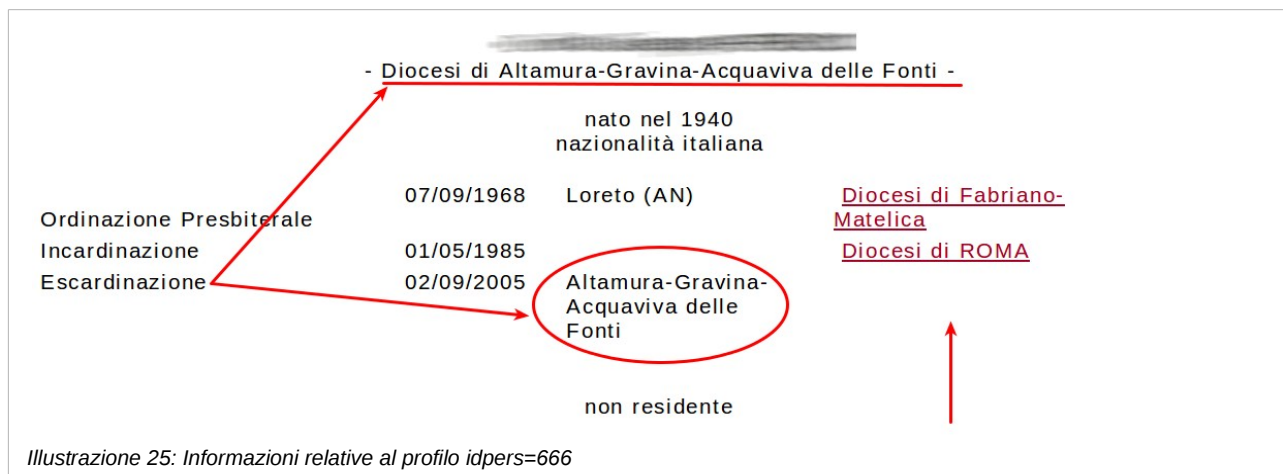 - Diocesi di Altamura-Gravina-Acquaviva delle Fonti -
nato nel 1940
nazionalità italiana
07/09/1968 Loreto (AN) Diocesi di Fabriano-
Ordinazione Presbiterale Matelica
Incardinazione 01/05/1985 Diocesi di ROMA
Escardinazione 02/09/2005 Altamura-Gravina-
Acquaviva delle
Fonti
non residente
Illustrazione 25: Informazioni relative al profilo idpers=666